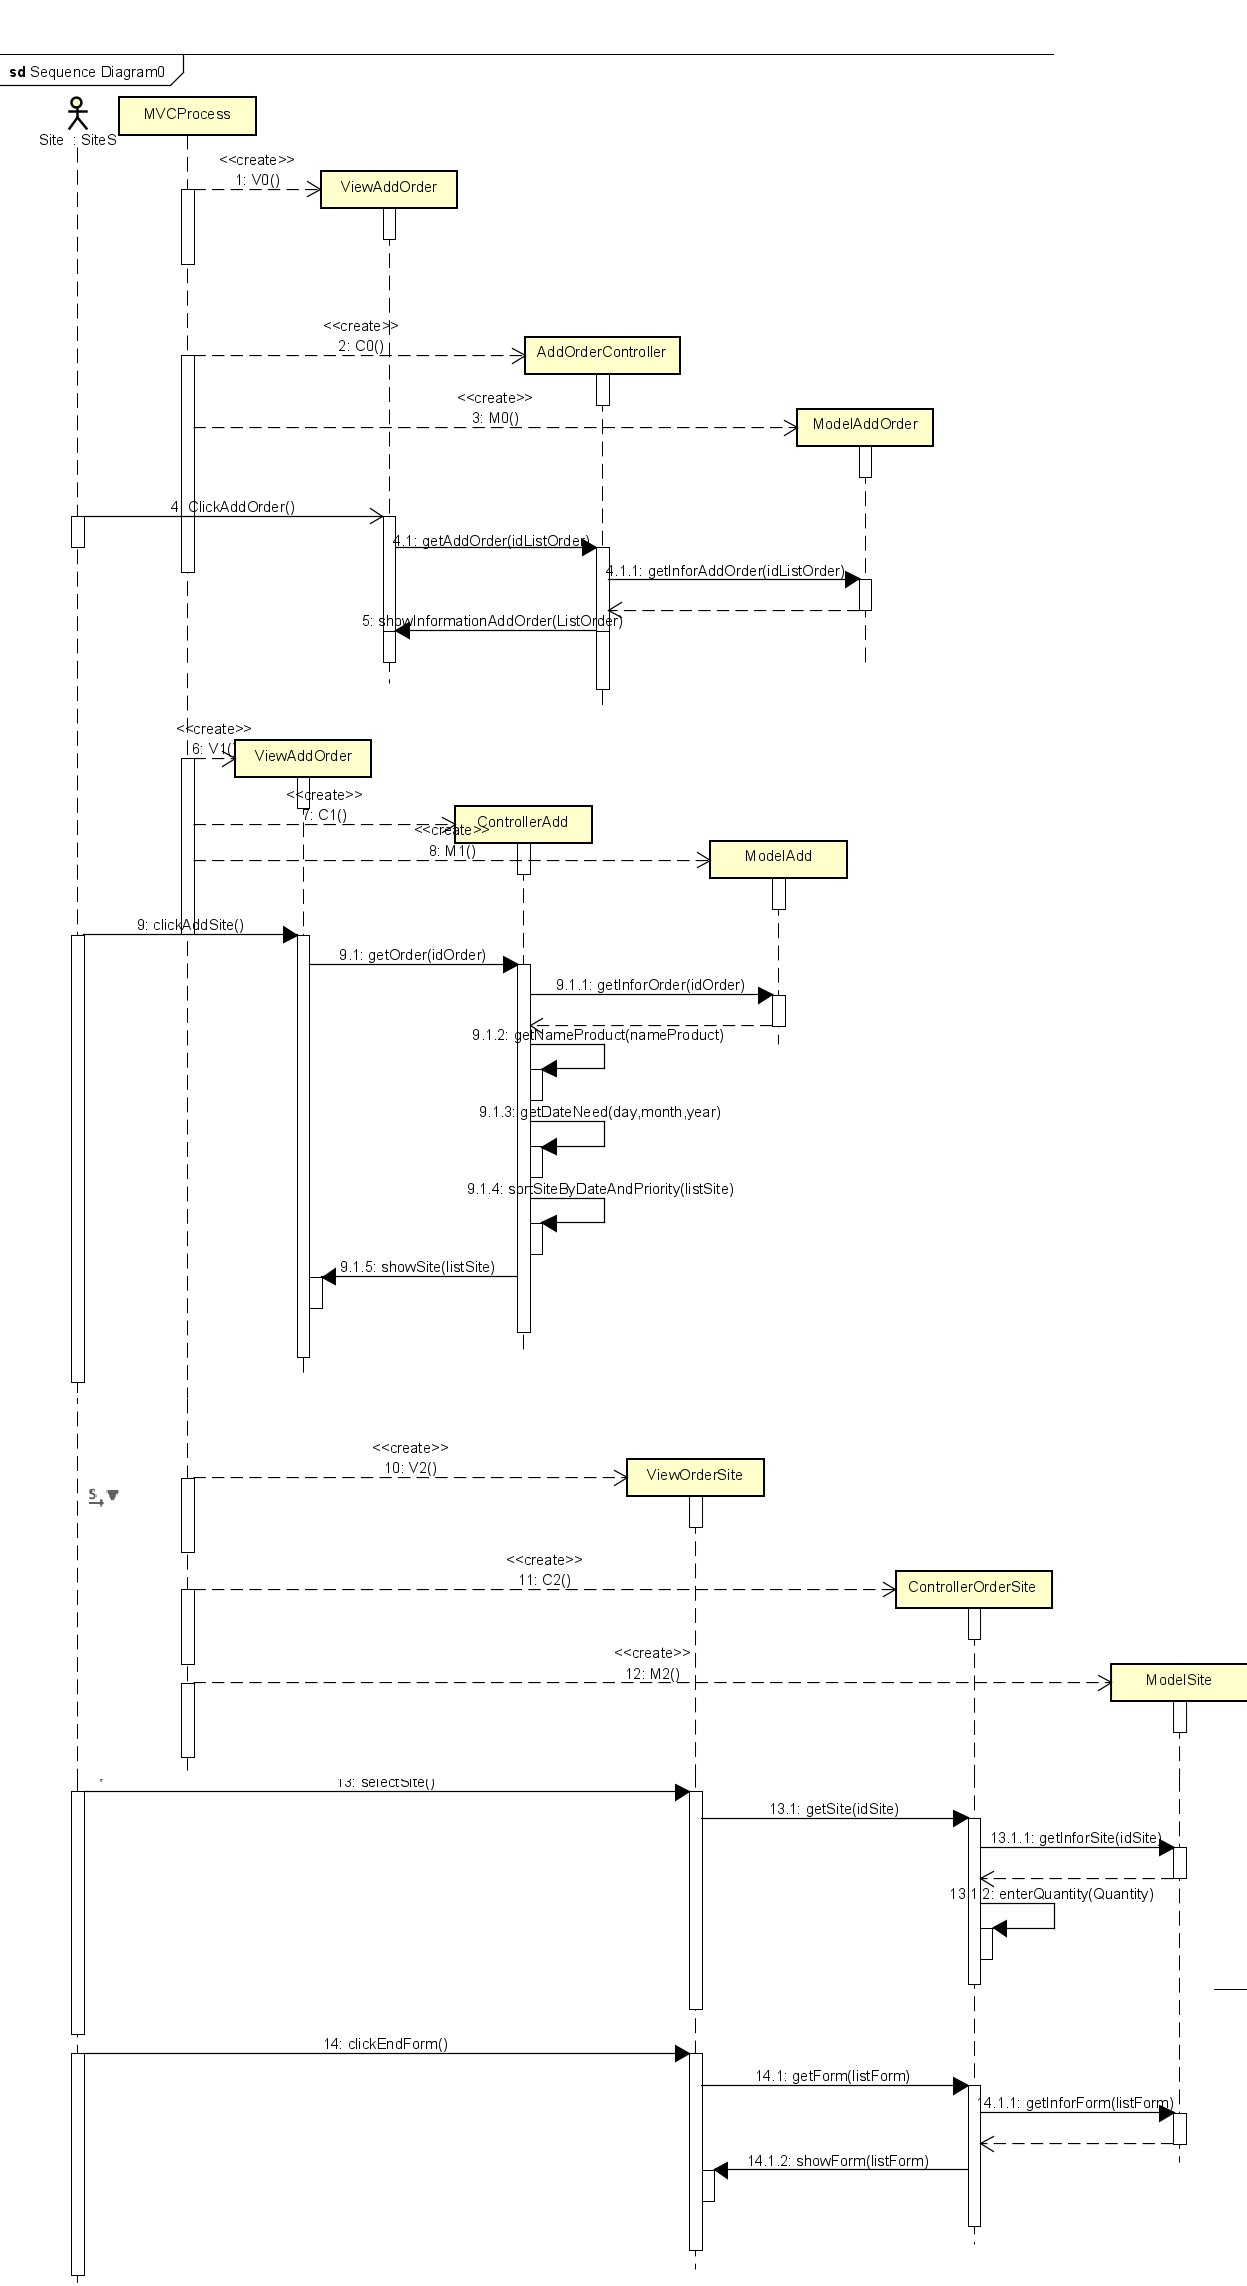 sd Sequence Diagram0
MVCProcess
Site : SiteS
<<create>>
1: V0()
ViewAddOrder
<<create>>
2: C0()
AddOrderController
<<create>>
3: M0()
ModelAddOrder
4: ClickAddOrder()
4.1: getAddOrder(idListOrder)
4.1.1: getInforAddOrder(idListOrder)
5: showInformationAddOrder(ListOrder)
<<create>>
6: V1()
ViewAddOrder
<<create>>
7: C1()
ControllerAdd
<<create>>
8: M1()
ModelAdd
9: clickAddSite()
9.1: getOrder(idOrder)
9.1.1: getInforOrder(idOrder)
9.1.2: getNameProduct(nameProduct)
9.1.3: getDateNeed(day,month,year)
9.1.4: sortSiteByDateAndPriority(listSite)
9.1.5: showSite(listSite)
<<create>>
10: V2()
ViewOrderSite
<<create>>
11: C2()
ControllerOrderSite
<<create>>
12: M2()
ModelSite
13: selectSite()
13.1: getSite(idSite)
13.1.1: getInforSite(idSite)
13.1.2: enterQuantity(Quantity)
14: clickEndForm()
14.1: getForm(listForm)
14.1.1: getInforForm(listForm)
14.1.2: showForm(listForm)